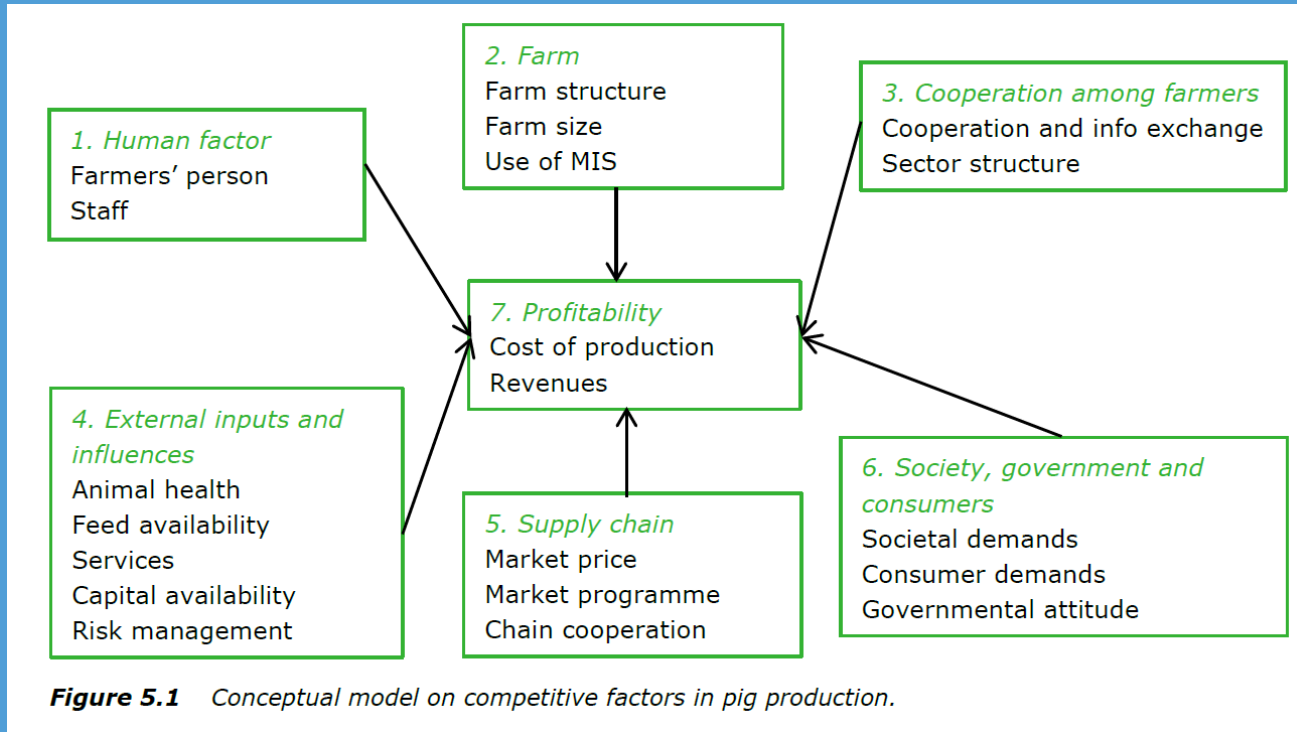 1. Human factor
Farmers’ person
Staff
2. Farm
Farm structure
Farm size
Use of MIS
3. Cooperation among farmers
Cooperation and info exchange
Sector structure
7. Profitability
Cost of production
Revenues
4. External inputs and
influences
Animal health
Feed availability
Services
Capital availability
Risk management
5. Supply chain
Market price
Market programme
Chain cooperation
6. Society, government and
consumers
Societal demands
Consumer demands
Governmental attitude
Figure 5.1 Conceptual model on competitive factors in pig production.